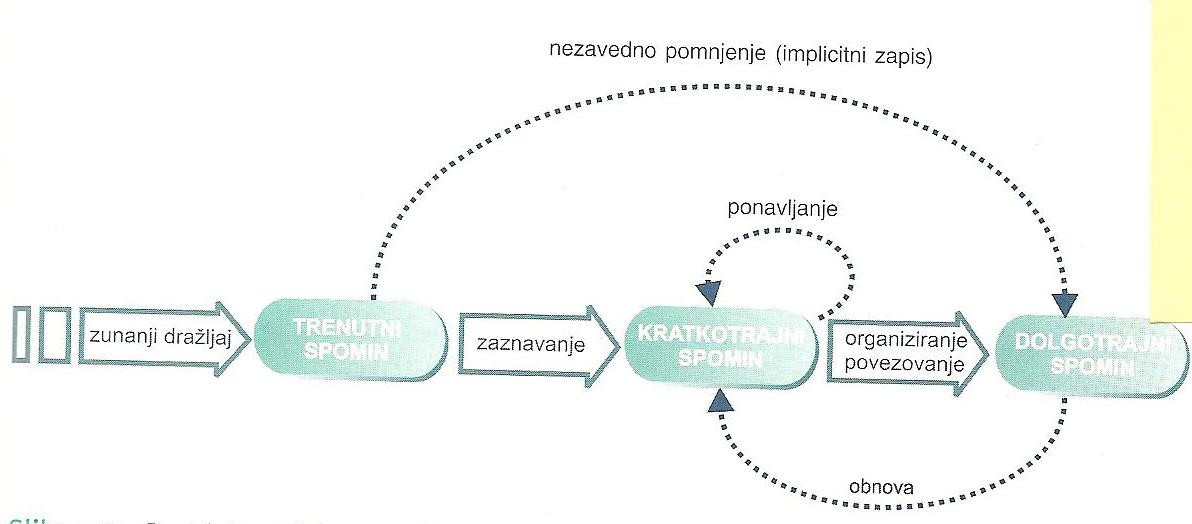 nezavedno pomnjenje (implicitni zapis)
ponavljanje
zunanji dražljaj
TRENUTNI
SPOMIN
zaznavanje
KRATKOTRAJNI
SPOMIN
organiziranje
povezovanje
DOLGOTRAJNI
SPOMIN
obnova